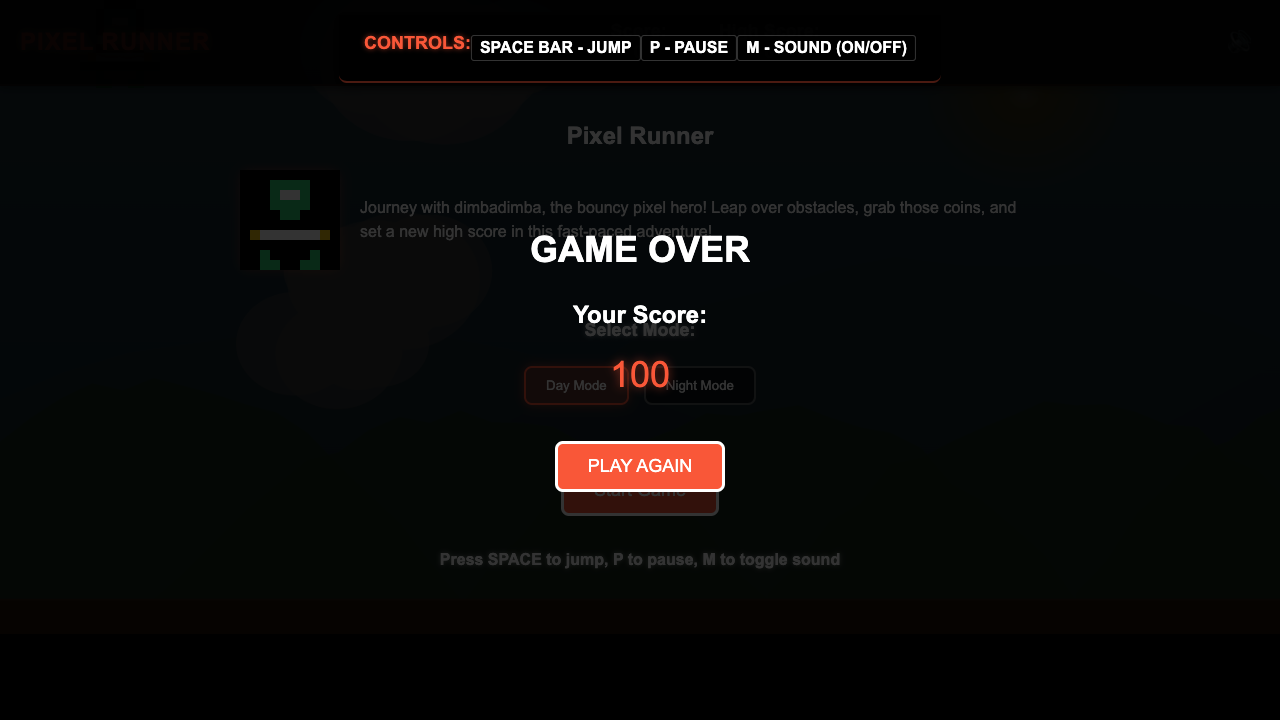 PIXEL RUNNER
CONTROLS: SPACE BAR - JUMP P - PAUSE M - SOUND (ON/OFF)
Pixel Runner
Journey with dimbadimba, the bouncy pixel hero! Leap over obstacles, grab those coins, and
set a new high score in this fast-paced adventure!
GAME OVER
Your Score:
Select Mode:
100
Day Mode Night Mode
PLAY AGAIN
Start Game
Press SPACE to jump, P to pause, M to toggle sound